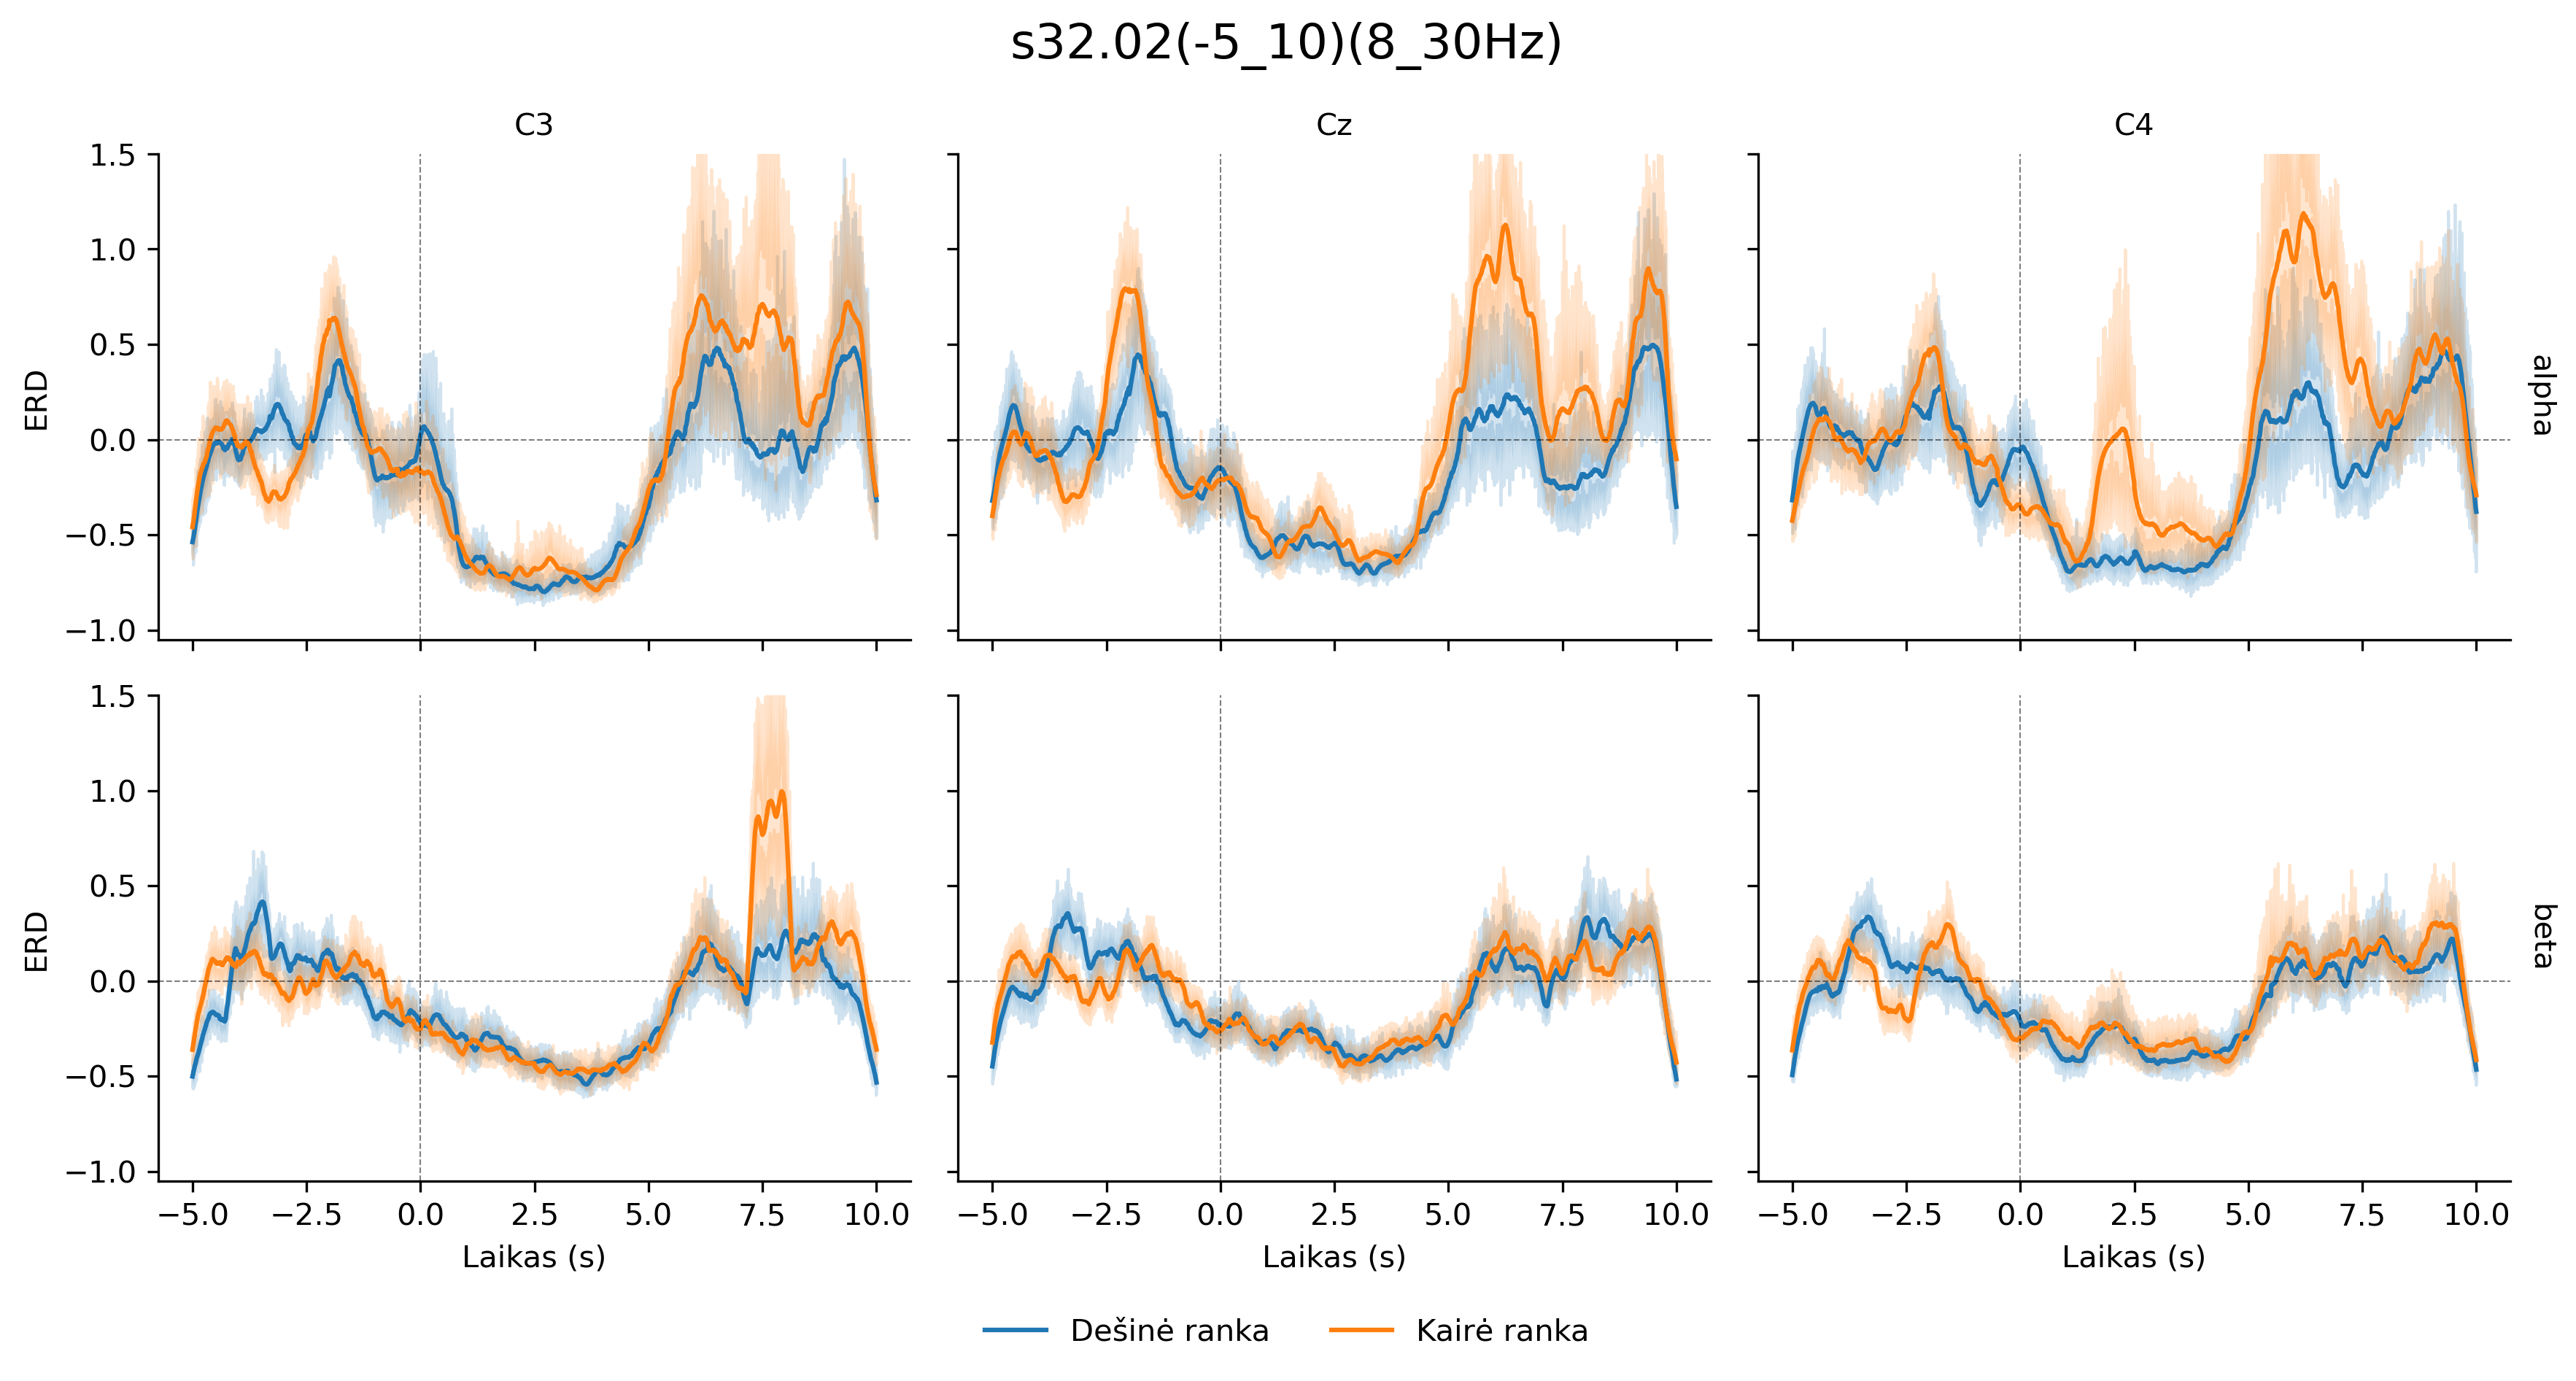 s32.02(-5_10)(8_30Hz)
C3 Cz C4
1.5
1.0
0.5
0.0
−0.5
−1.0
ERD
alpha
1.5
1.0
0.5
0.0
−0.5
−1.0
ERD
beta
−5.0 −2.5 0.0 2.5 5.0 7.5 10.0 −5.0 −2.5 0.0 2.5 5.0 7.5 10.0 −5.0 −2.5 0.0 2.5 5.0 7.5 10.0
Laikas (s) Laikas (s) Laikas (s)
Dešinė ranka Kairė ranka